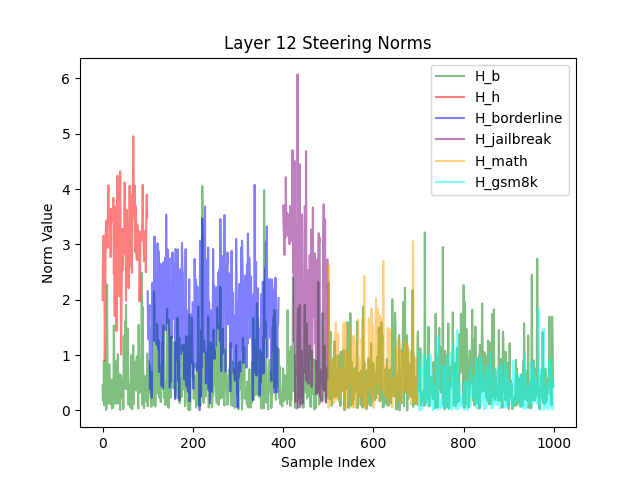 Layer 12 Steering Norms
H_b
H_h
H_borderline
H_jailbreak
H_math
H_gsm8k
Norm Value
6
5
4
3
2
1
0
0 200 400 600 800 1000
Sample Index